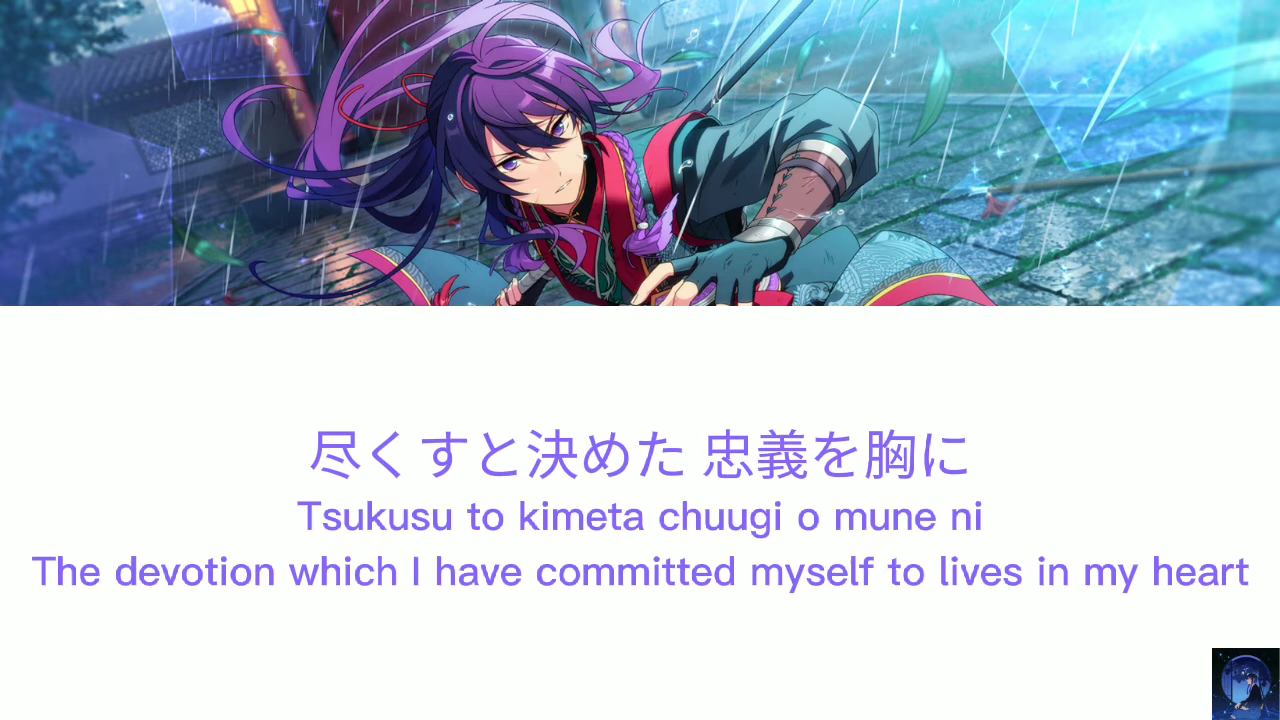 尽くすと決めた 忠義を胸に
Tsukusu to kimeta chuugi o mune ni
The devotion which I have committed myself to lives in my heart